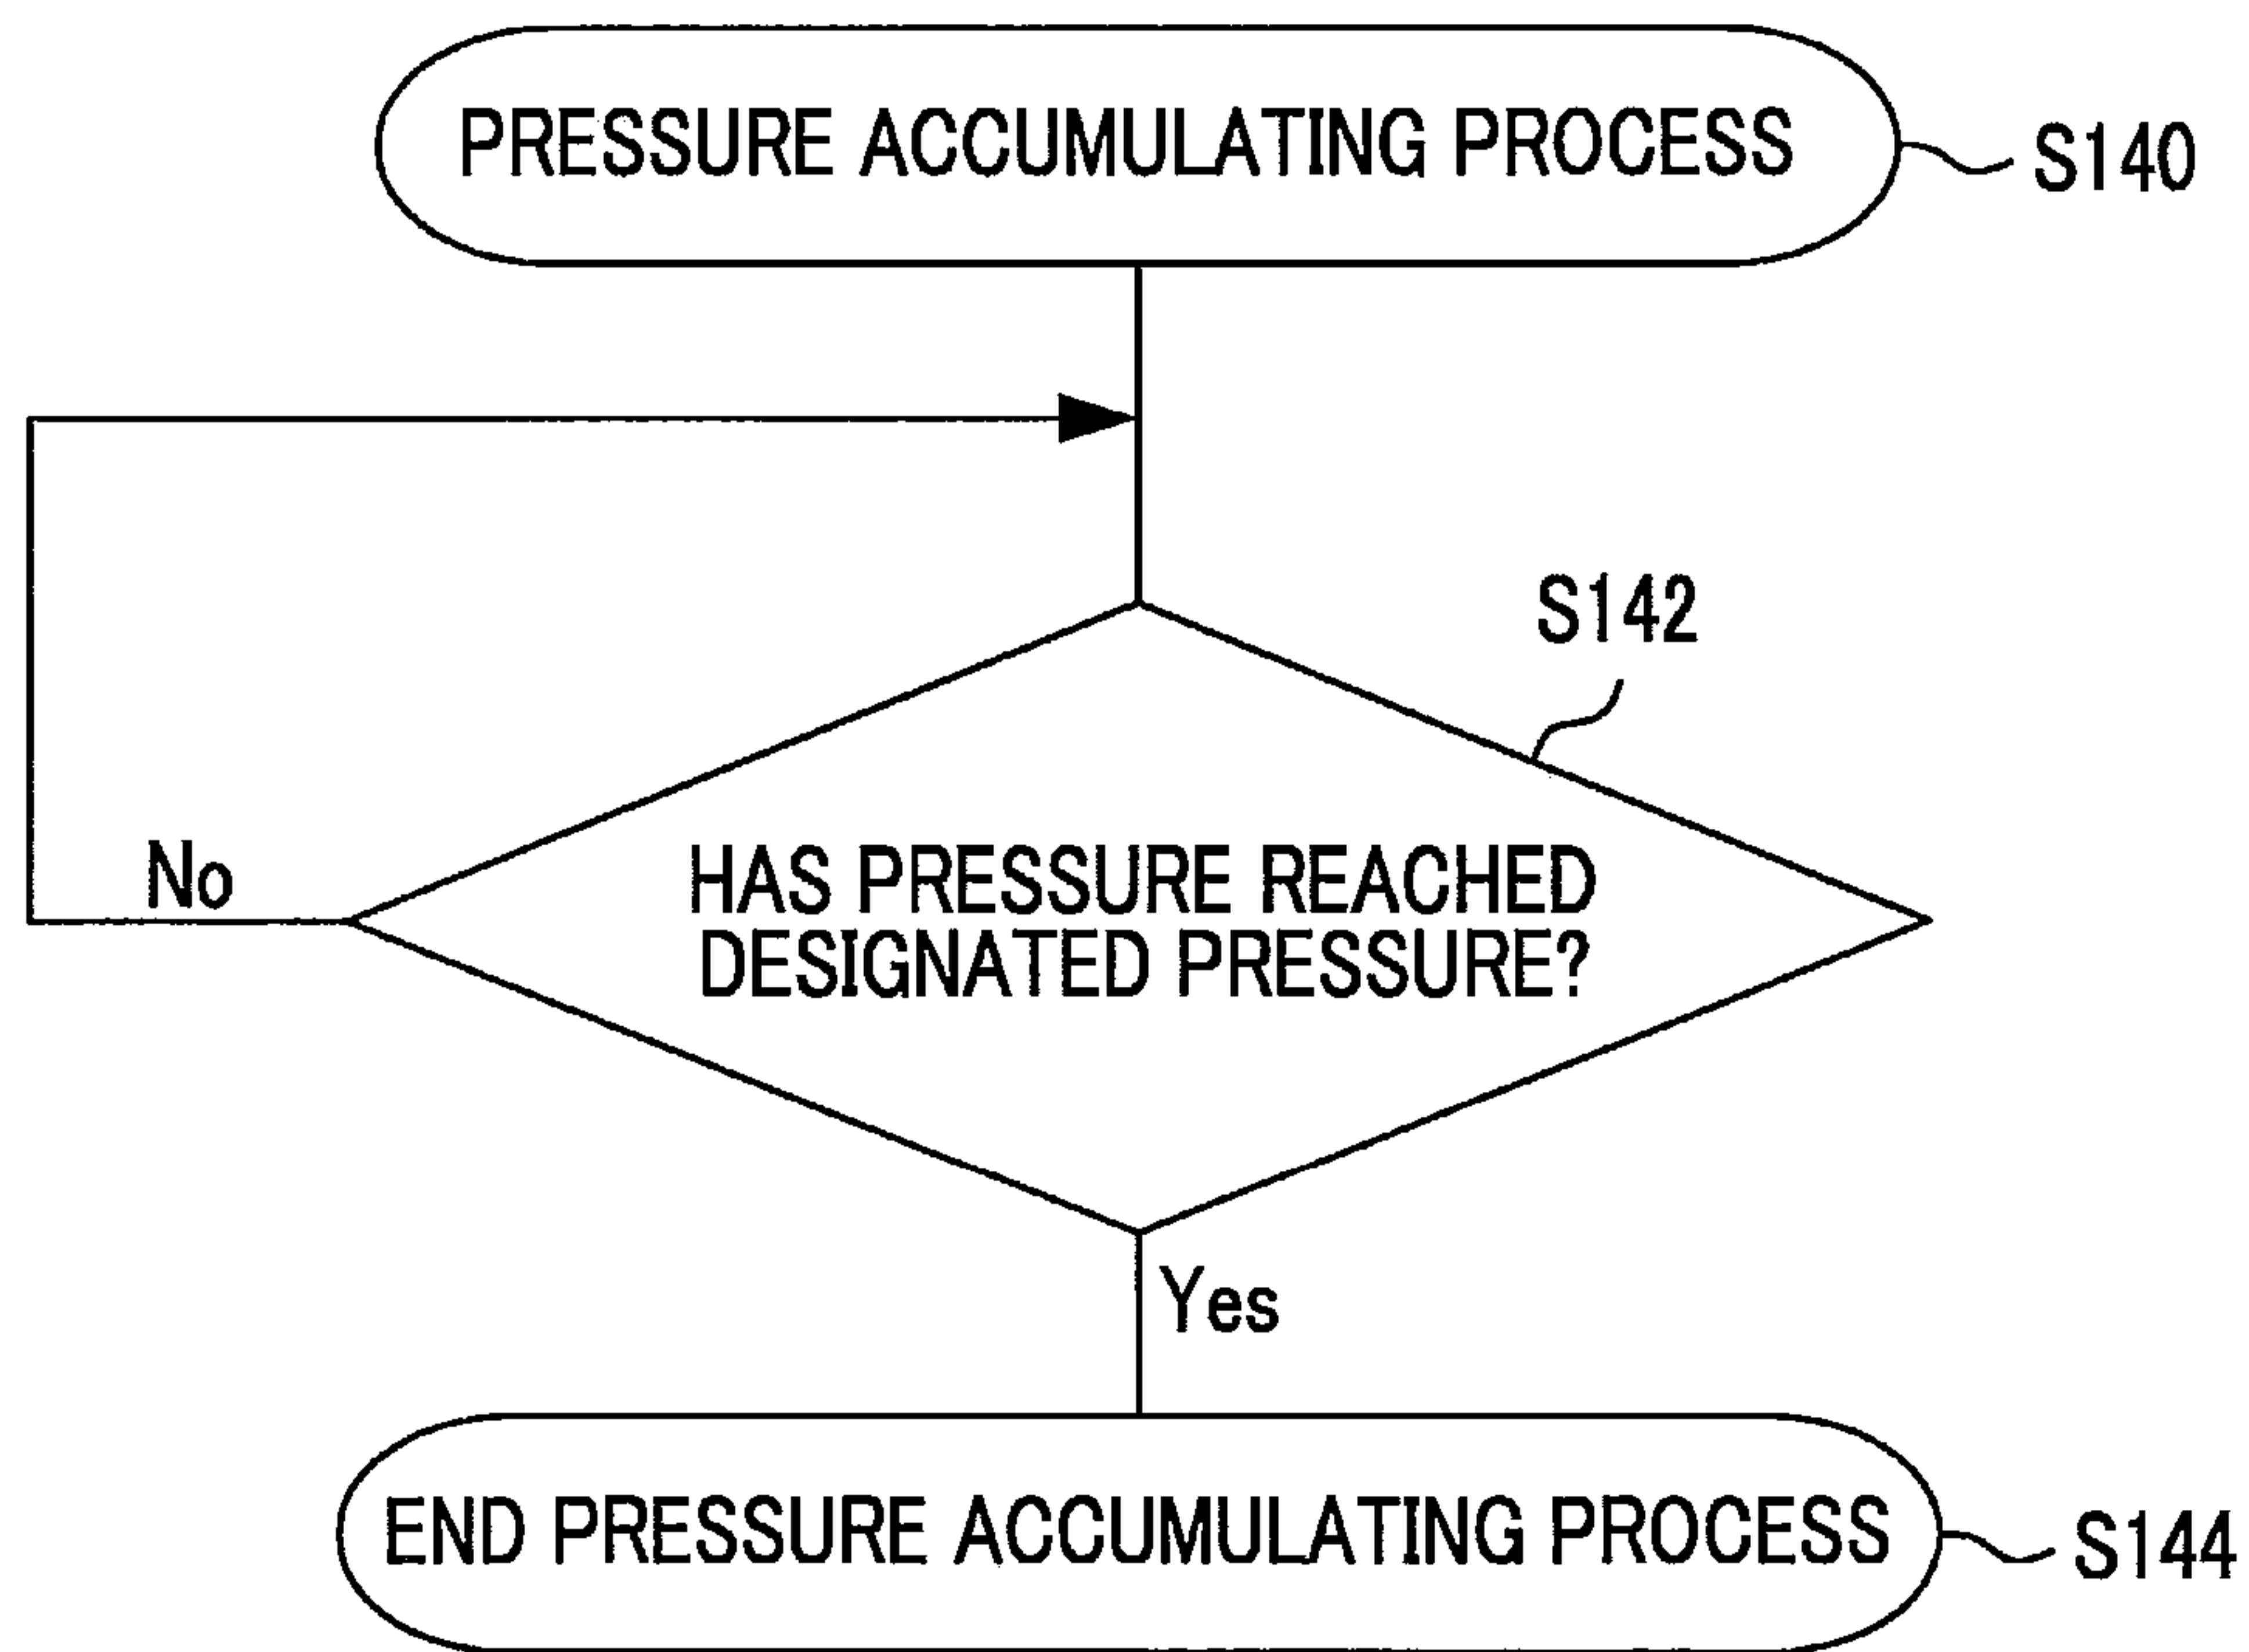 PRESSURE ACCUMULATING PROCESS
S140
S142
HAS PRESSURE REACHED
DESIGNATED PRESSURE?
No
Yes
END PRESSURE ACCUMULATING PROCESS
S144